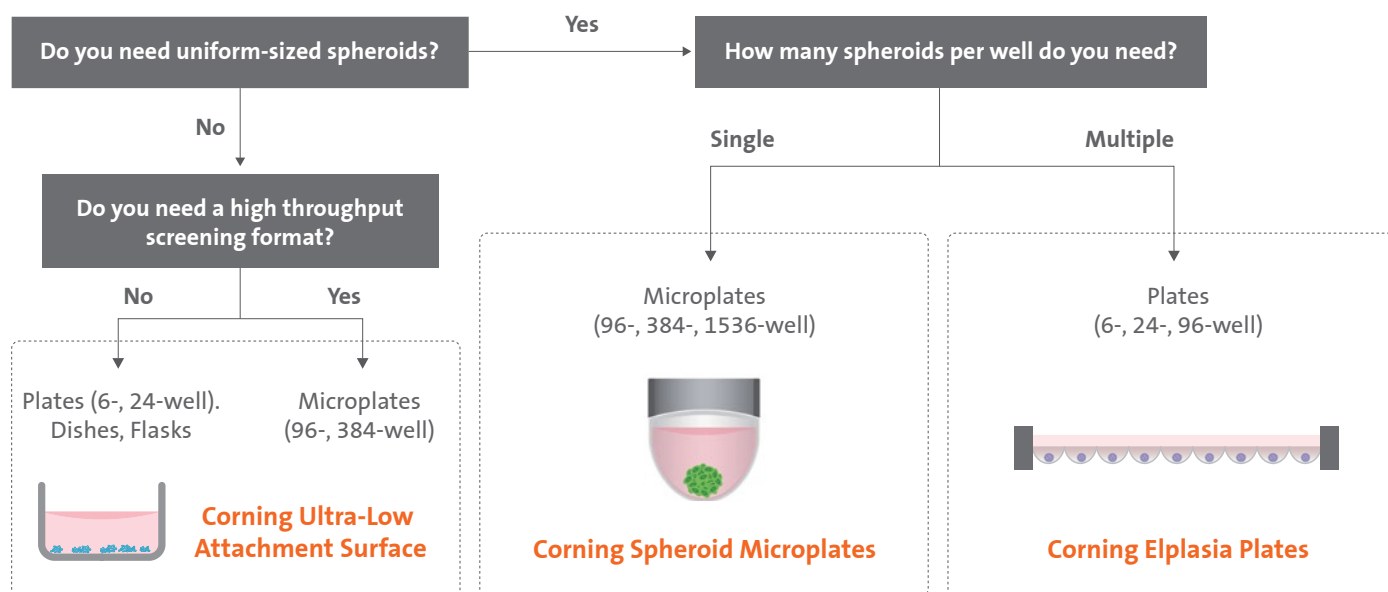 Do you need uniform-sized spheroids?
Yes
How many spheroids per well do you need?
No
Single
Multiple
Do you need a high throughput
screening format?
No
Yes
Plates (6-, 24-well).
Dishes, Flasks
Microplates
(96-, 384-well)
Corning Ultra-Low
Attachment Surface
Microplates
(96-, 384-, 1536-well)
Corning Spheroid Microplates
Plates
(6-, 24-, 96-well)
Corning Elplasia Plates